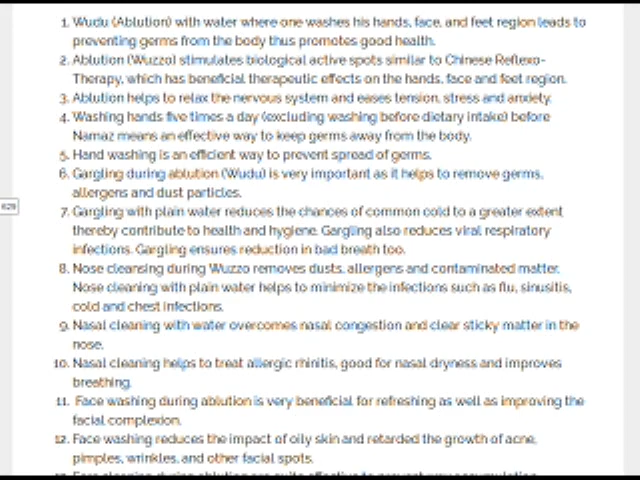 1. Wudu (Ablution) with water where one washes his hands, face, and feet region leads to
preventing germs from the body thus promotes good health.
2. Ablution (Wuzzo) stimulates biological active spots similar to Chinese Reflexo-
Therapy, which has beneficial therapeutic effects on the hands, face and feet region.
3. Ablution helps to relax the nervous system and eases tension, stress and anxiety.
4. Washing hands five times a day (excluding washing before dietary intake) before
Namaz means an effective way to keep germs away from the body.
5. Hand washing is an efficient way to prevent spread of germs.
6. Gargling during ablution (Wudu) is very important as it helps to remove germs,
allergens and dust particles.
7. Gargling with plain water reduces the chances of common cold to a greater extent
thereby contribute to health and hygiene. Gargling also reduces viral respiratory
infections. Gargling ensures reduction in bad breath too.
8. Nose cleansing during Wuzzo removes dusts, allergens and contaminated matter.
Nose cleaning with plain water helps to minimize the infections such as flu, sinusitis,
cold and chest infections.
9. Nasal cleaning with water overcomes nasal congestion and clear sticky matter in the
nose.
10. Nasal cleaning helps to treat allergic rhinitis, good for nasal dryness and improves
breathing.
11. Face washing during ablution is very beneficial for refreshing as well as improving the
facial complexion.
12. Face washing reduces the impact of oily skin and retarded the growth of acne,
pimples, wrinkles, and other facial spots.